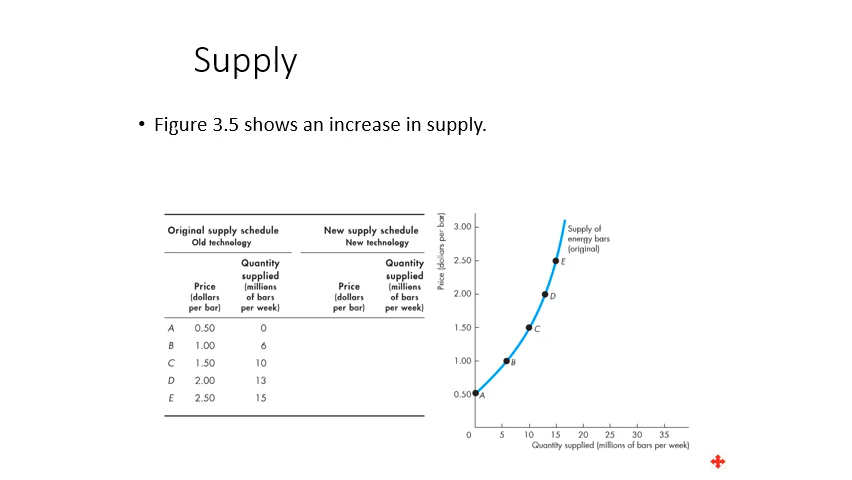 Supply
• Figure 3.5 shows an increase in supply.
Original supply schedule
Old technology
New supply schedule
New technology
Price
(dollars
per bar)
Quantity
supplied
(millions
of bars
per week)
Price
(dollars
per bar)
Quantity
supplied
(millions
of bars
per week)
A 0.50 0
B 1.00 6
C 1.50 10
D 2.00 13
E 2.50 15
Price (dollars per bar)
3.00
2.50
2.00
1.50
1.00
0.50
Supply of
energy bars
(original)
E
D
C
B
A
0 5 10 15 20 25 30 35
Quantity supplied (millions of bars per week)